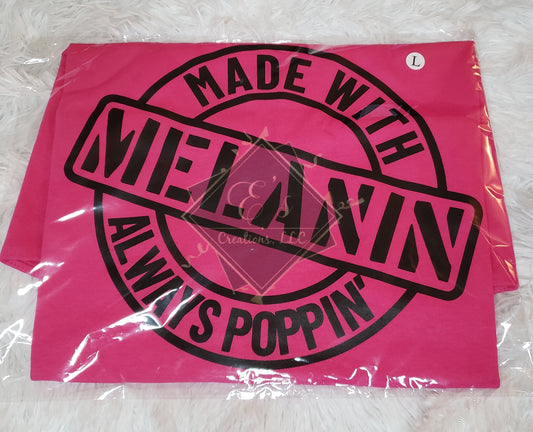 L
MADE WITH
MELANIN
E's
Creations, LLC
ALWAYS POPPIN'